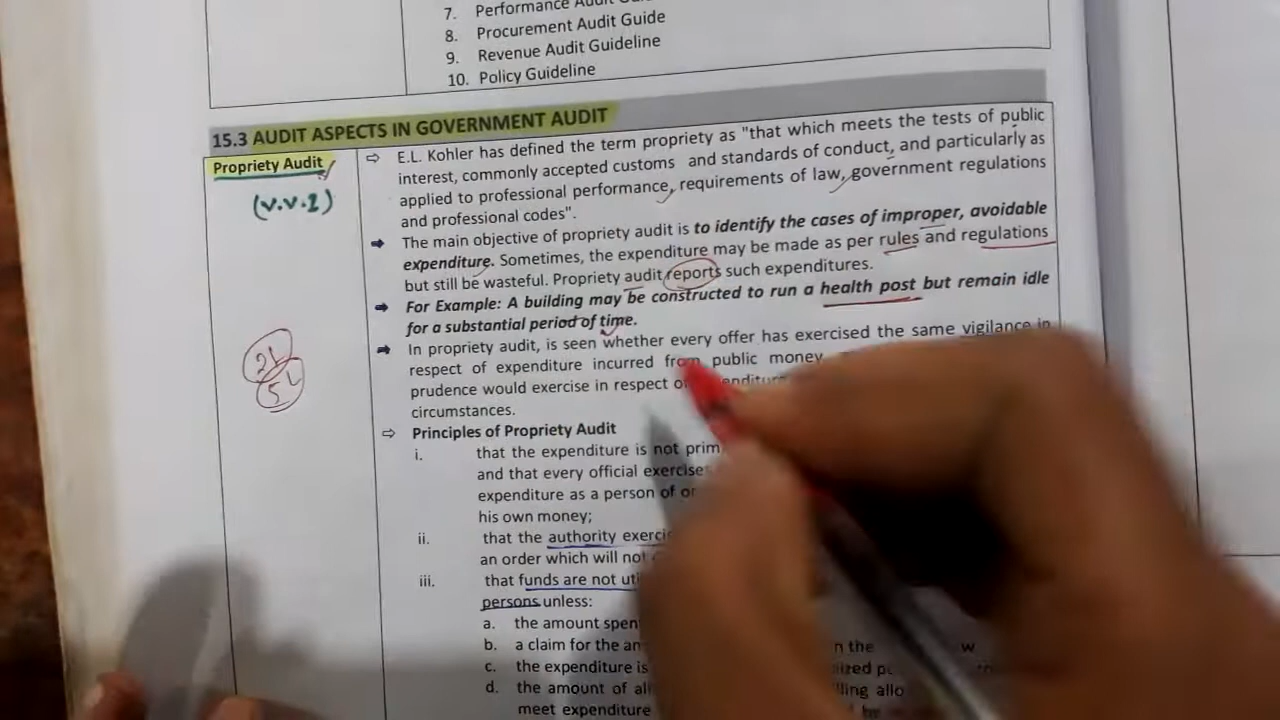 7. Performance Audit
8. Procurement Audit Guide
9. Revenue Audit Guideline
10. Policy Guideline
15.3 AUDIT ASPECTS IN GOVERNMENT AUDIT
Propriety Audit
(v.v.I)
⇨ E.L. Kohler has defined the term propriety as "that which meets the tests of public
interest, commonly accepted customs and standards of conduct, and particularly as
applied to professional performance, requirements of law, government regulations
and professional codes".
➡ The main objective of propriety audit is to identify the cases of improper, avoidable
expenditure. Sometimes, the expenditure may be made as per rules and regulations
but still be wasteful. Propriety audit reports such expenditures.
➡ For Example: A building may be constructed to run a health post but remain idle
for a substantial period of time.
➡ In propriety audit, is seen whether every offer has exercised the same vigilance in
respect of expenditure incurred from public money
prudence would exercise in respect
circumstances.
⇨ Principles of Propriety Audit
i. that the expenditure is not
and that every official
expenditure as a person of
his own money;
ii. that the authority
an order which will not
iii. that funds are not
persons unless:
a. the amount
b. a claim for the
c. the expenditure is
d. the amount of
meet expenditure